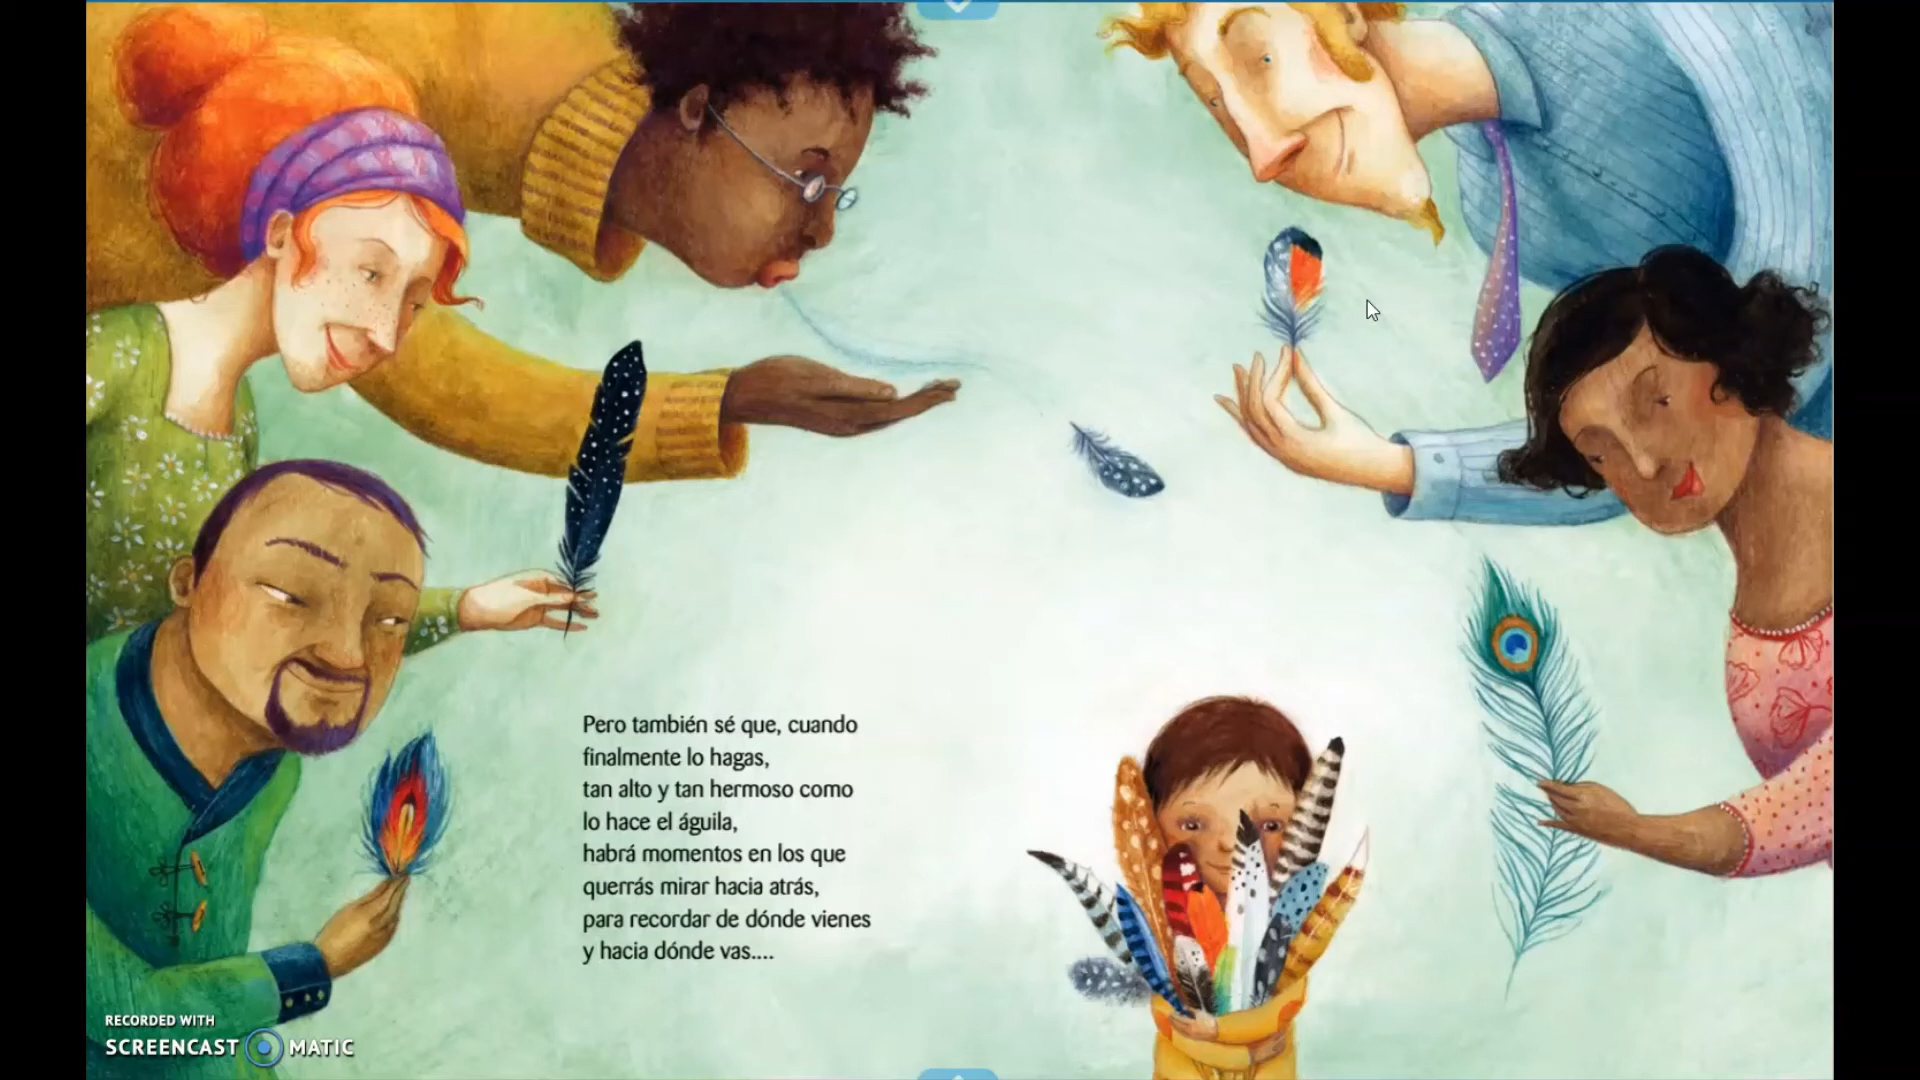 Pero también sé que, cuando
finalmente lo hagas,
tan alto y tan hermoso como
lo hace el águila,
habrá momentos en los que
querrás mirar hacia atrás,
para recordar de dónde vienes
y hacia dónde vas....
RECORDED WITH
SCREENCAST MATIC